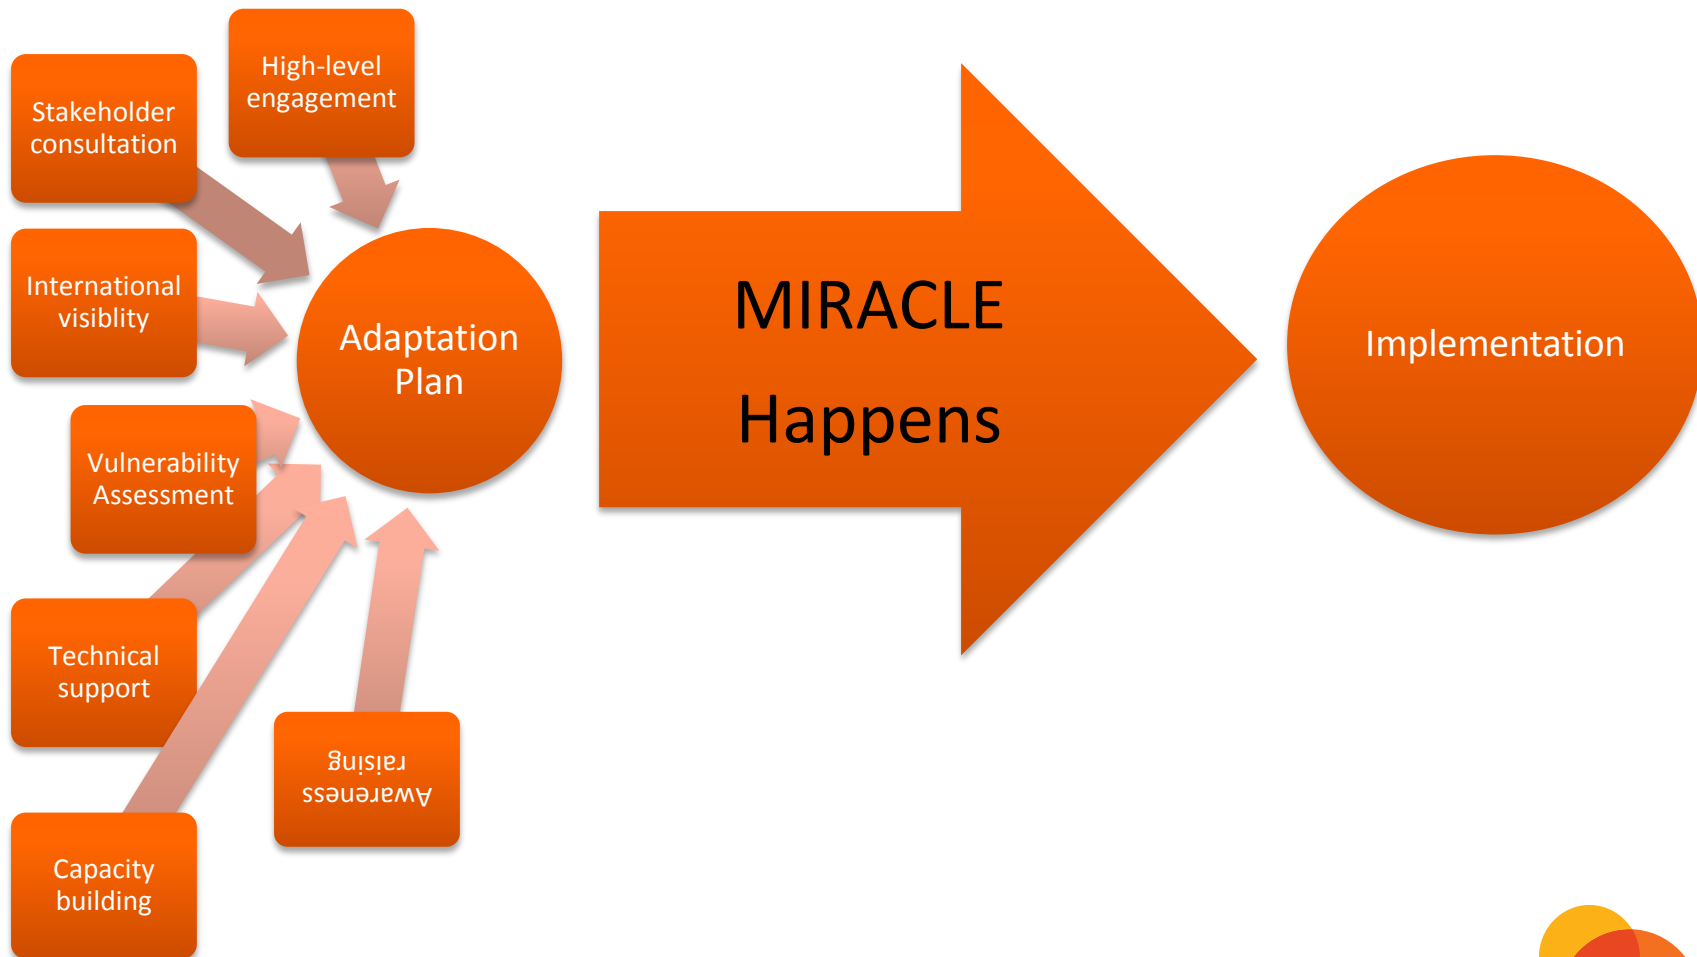 High-level
engagement
Stakeholder
consultation
International
visiblity
Vulnerability
Assessment
Technical
support
Capacity
building
Awareness
raising
Adaptation
Plan
MIRACLE
Happens
Implementation